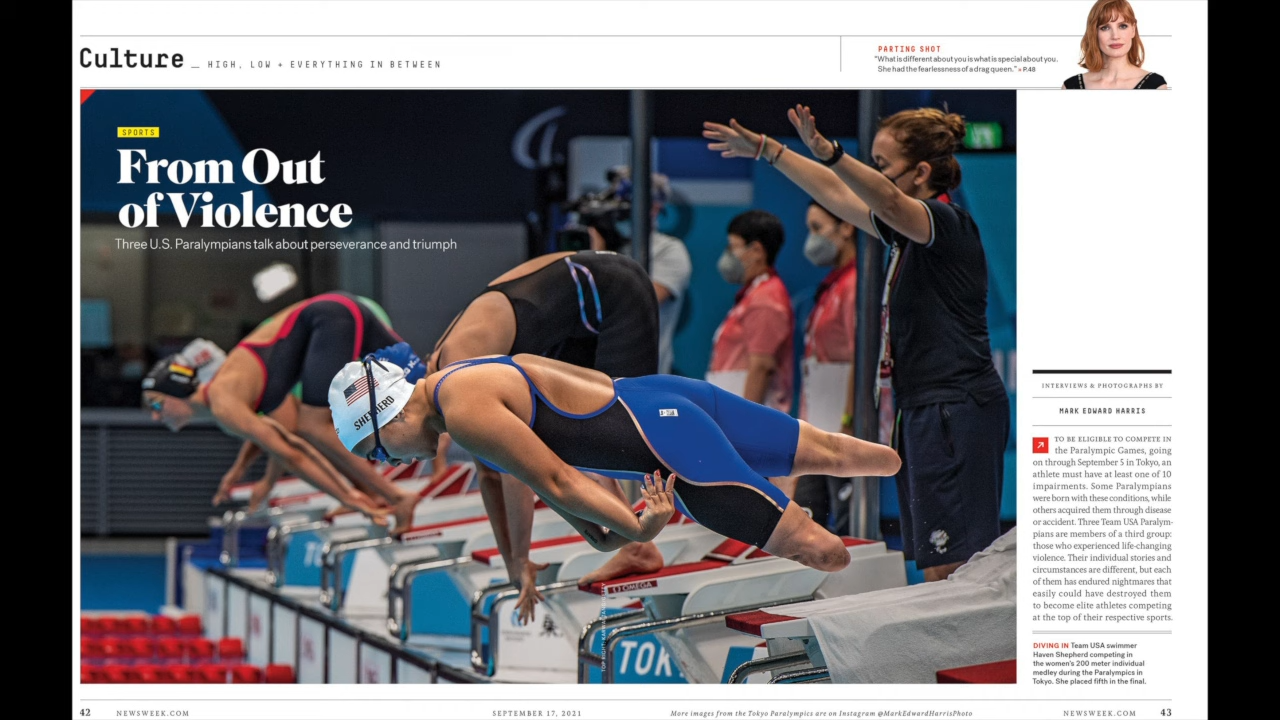 Culture _ HIGH, LOW + EVERYTHING IN BETWEEN
PARTING SHOT
"What is different about you is what is special about you.
She had the fearlessness of a drag queen." » P.48
SPORTS
From Out
of Violence
Three U.S. Paralympians talk about perseverance and triumph
SHEPHERD
OMEGA
TOK
INTERVIEWS & PHOTOGRAPHS BY
MARK EDWARD HARRIS
TO BE ELIGIBLE TO COMPETE IN
the Paralympic Games, going
on through September 5 in Tokyo, an
athlete must have at least one of 10
impairments. Some Paralympians
were born with these conditions, while
others acquired them through disease
or accident. Three Team USA Paralym-
pians are members of a third group:
those who experienced life-changing
violence. Their individual stories and
circumstances are different, but each
of them has endured nightmares that
easily could have destroyed them
to become elite athletes competing
at the top of their respective sports.
DIVING IN Team USA swimmer
Haven Shepherd competing in
the women's 200 meter individual
medley during the Paralympics in
Tokyo. She placed fifth in the final.
42 NEWSWEEK.COM
SEPTEMBER 17, 2021
More images from the Tokyo Paralympics are on Instagram @MarkEdwardHarrisPhoto
NEWSWEEK.COM 43